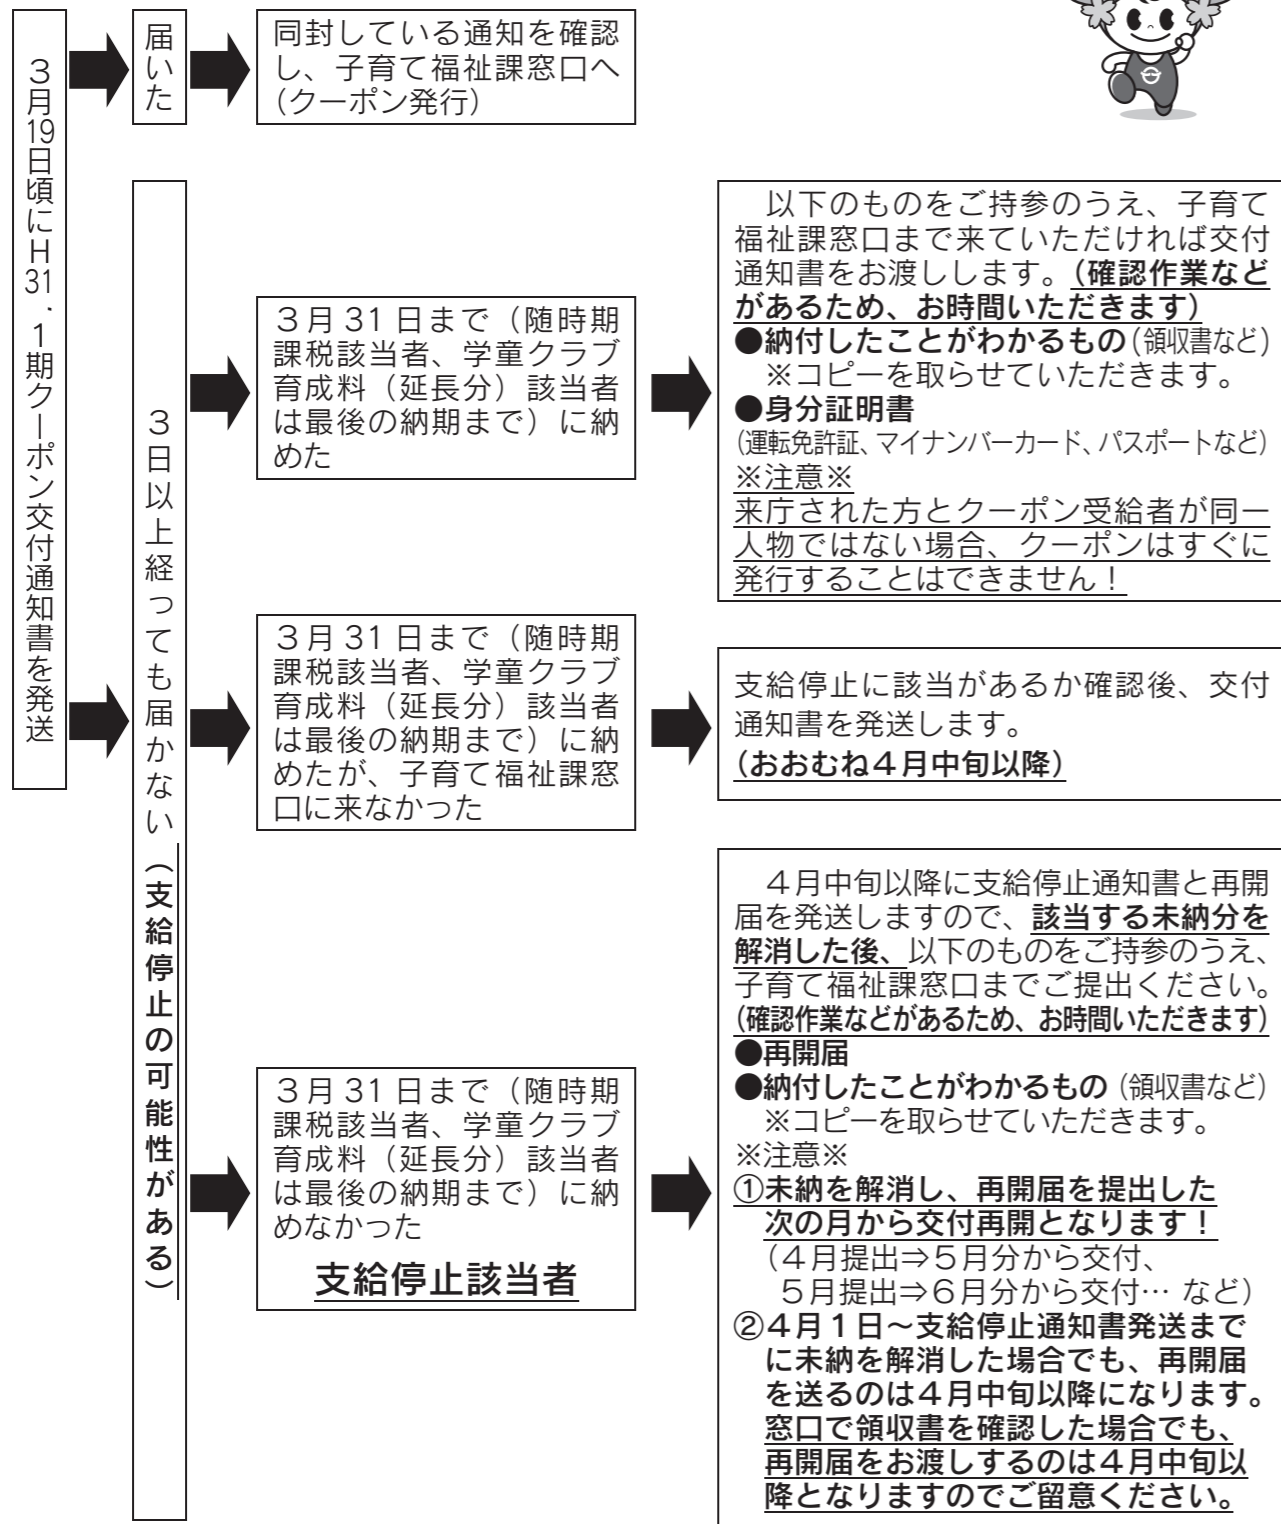 3月19日頃にH31．1期クーポン交付通知書を発送
届いた
同封している通知を確認
し、子育て福祉課窓口へ
（クーポン発行）
3日以上経っても届かない（支給停止の可能性がある）
３月31日まで（随時期
課税該当者、学童クラブ
育成料（延長分）該当者
は最後の納期まで）に納
めた
以下のものをご持参のうえ、子育て
福祉課窓口まで来ていただければ交付
通知書をお渡しします。（確認作業など
があるため、お時間いただきます）
●納付したことがわかるもの（領収書など）
※コピーを取らせていただきます。
●身分証明書
（運転免許証、マイナンバーカード、パスポートなど）
※注意※
来庁された方とクーポン受給者が同一
人物ではない場合、クーポンはすぐに
発行することはできません！
３月31日まで（随時期
課税該当者、学童クラブ
育成料（延長分）該当者
は最後の納期まで）に納
めたが、子育て福祉課窓
口に来なかった
支給停止に該当があるか確認後、交付
通知書を発送します。
（おおむね４月中旬以降）
３月31日まで（随時期
課税該当者、学童クラブ
育成料（延長分）該当者
は最後の納期まで）に納
めなかった
支給停止該当者
４月中旬以降に支給停止通知書と再開
届を発送しますので、該当する未納分を
解消した後、以下のものをご持参のうえ、
子育て福祉課窓口までご提出ください。
（確認作業などがあるため、お時間いただきます）
●再開届
●納付したことがわかるもの（領収書など）
※コピーを取らせていただきます。
※注意※
①未納を解消し、再開届を提出した
次の月から交付再開となります！
（４月提出⇒５月分から交付、
５月提出⇒６月分から交付… など）
②４月１日～支給停止通知書発送まで
に未納を解消した場合でも、再開届
を送るのは４月中旬以降になります。
窓口で領収書を確認した場合でも、
再開届をお渡しするのは４月中旬以
降となりますのでご留意ください。